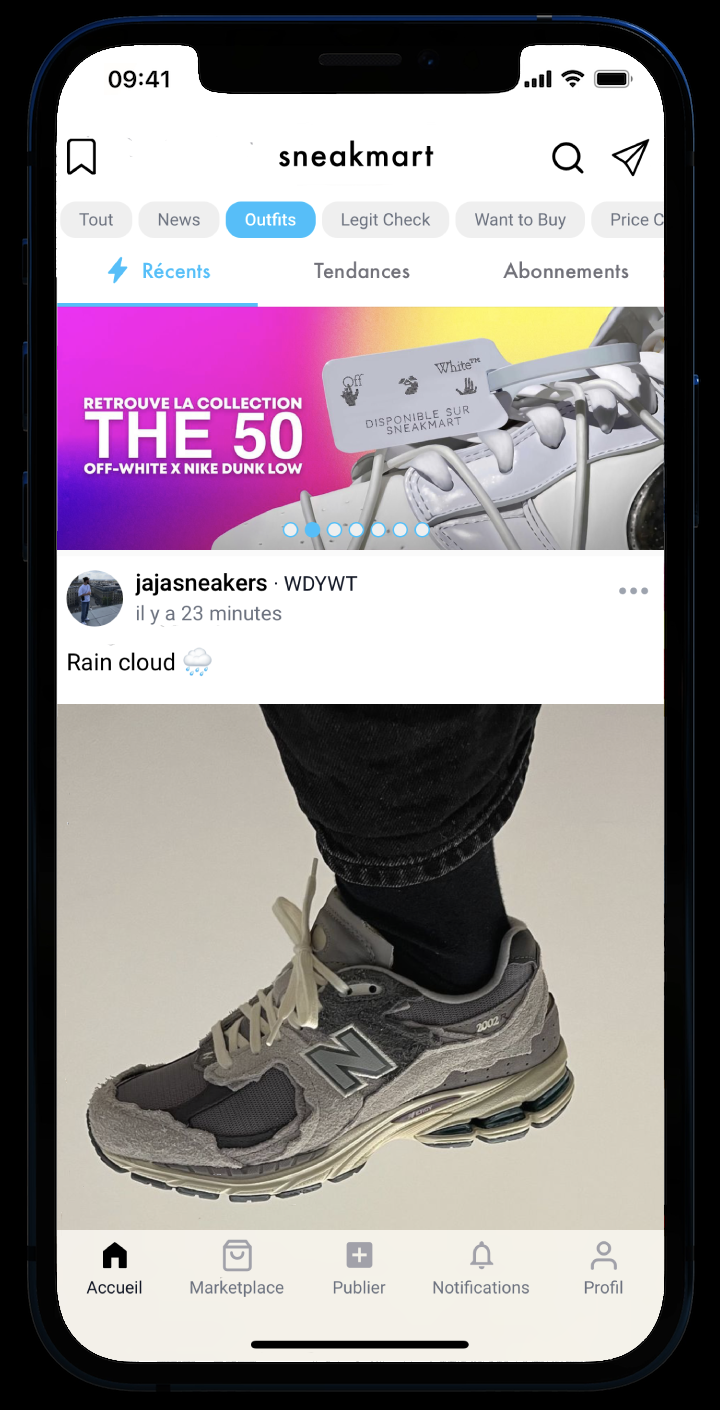 09:41
sneakmart
Tout News Outfits Legit Check Want to Buy Price C
Récents Tendances Abonnements
RETROUVE LA COLLECTION
THE 50
OFF-WHITE X NIKE DUNK LOW
Off White™
DISPONIBLE SUR
SNEAKMART
jajasneakers · WDYWT
il y a 23 minutes
Rain cloud 🌧️
2002
N
Accueil Marketplace Publier Notifications Profil